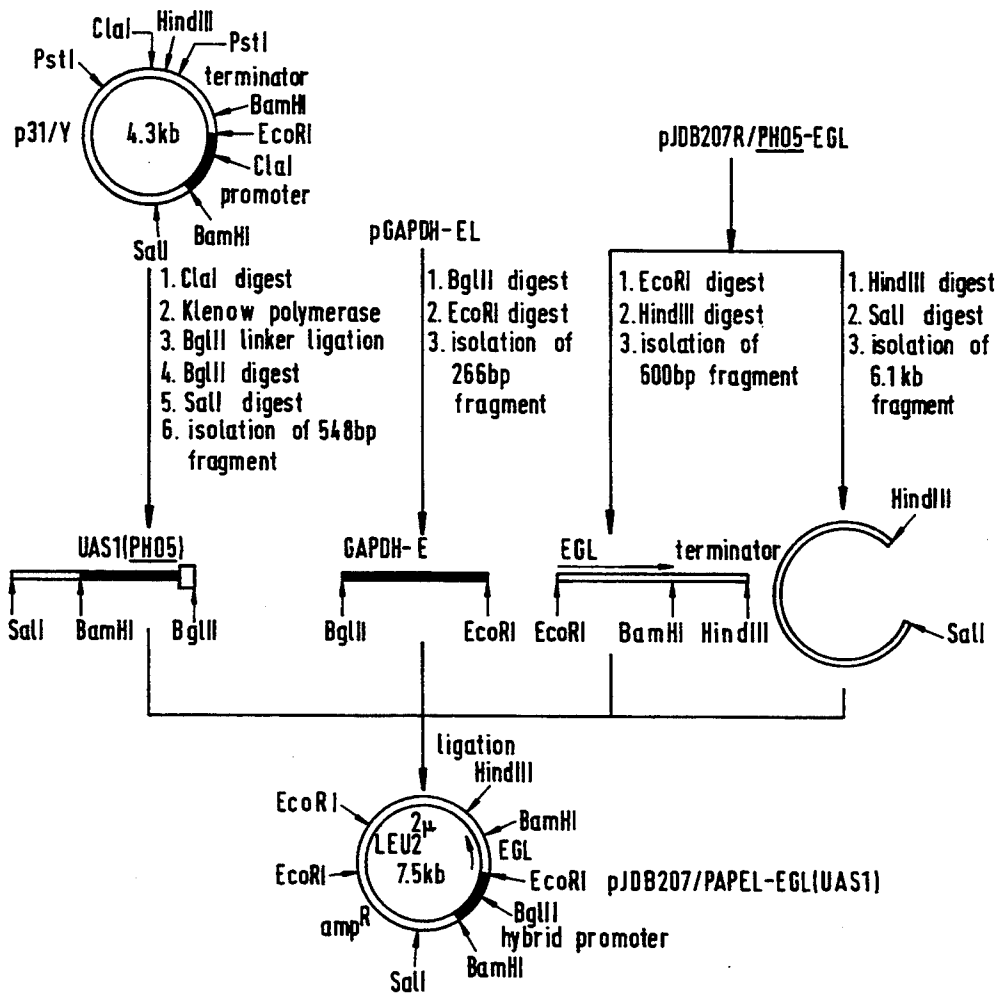 ClaI
HindIII
PstI
PstI
terminator
BamHI
p31/Y
4.3kb
EcoRI
ClaI
promoter
BamHI
SalI
pGAPDH-EL
pJDB207R/PHO5-EGL
1. ClaI digest
2. Klenow polymerase
3. BglII linker ligation
4. BglII digest
5. SalI digest
6. isolation of 548bp
fragment
1. BglII digest
2. EcoRI digest
3. isolation of
266bp
fragment
1. EcoRI digest
2. HindIII digest
3. isolation of
600bp fragment
1. HindIII digest
2. SalI digest
3. isolation of
6.1kb
fragment
UAS1(PHO5)
SalI
BamHI
BglII
GAPDH-E
BglII
EcoRI
EGL
terminator
EcoRI
BamHI
HindIII
HindIII
SalI
ligation
HindIII
EcoRI
2μ
BamHI
LEU2
EGL
EcoRI
7.5kb
EcoRI
pJDB207/PAPEL-EGL(UAS1)
ampR
BglII
hybrid promoter
BamHI
SalI